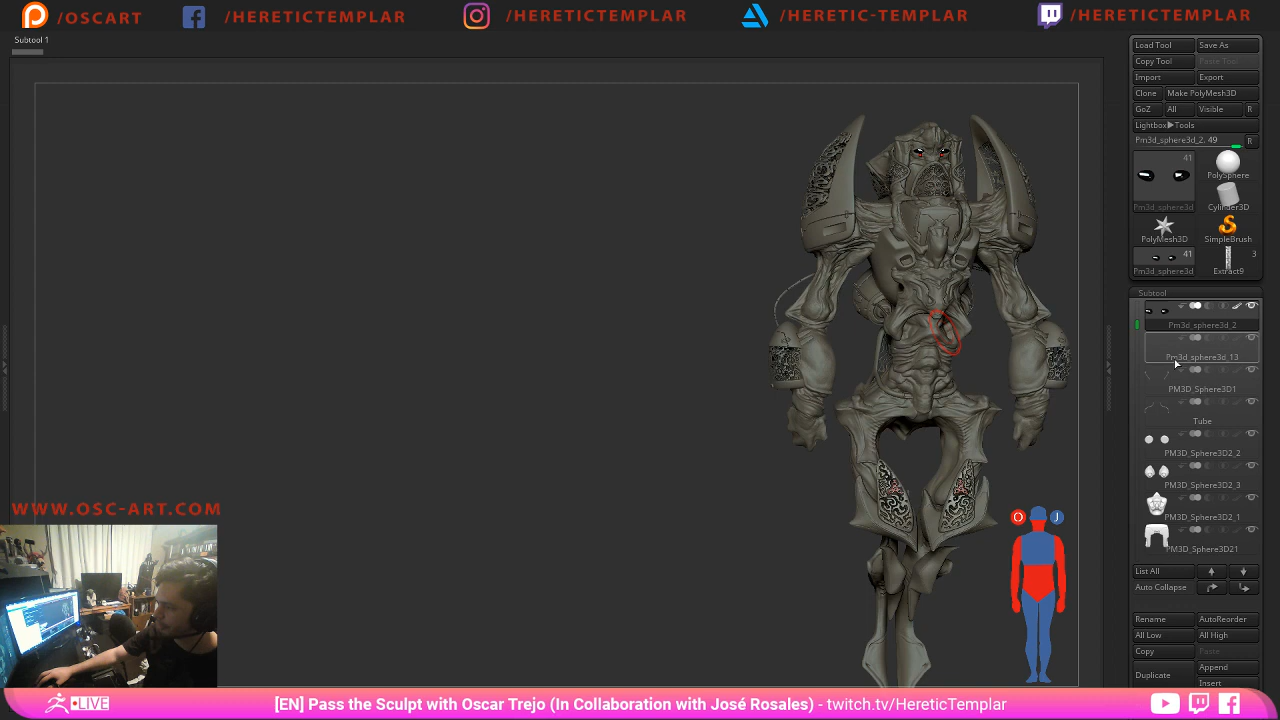 /OSCART /HERETICTEMPLAR /HERETICTEMPLAR /HERETIC-TEMPLAR /HERETICTEMPLAR
Subtool 1
Load Tool Save As
Copy Tool Paste Tool
Import Export
Clone Make PolyMesh3D
GoZ All Visible R
Lightbox▶Tools
Pm3d_sphere3d_2. 49 R
41
Pm3d_sphere3d PolySphere
Cylinder3D
PolyMesh3D SimpleBrush
41 3
Pm3d_sphere3d Extract9
Subtool
Pm3d_sphere3d_2
Pm3d_sphere3d_13
PM3D_Sphere3D1
Tube
PM3D_Sphere3D2_2
PM3D_Sphere3D2_3
PM3D_Sphere3D2_1
PM3D_Sphere3D21
List All
Auto Collapse
Rename AutoReorder
All Low All High
Copy Paste
Duplicate Append
Insert
O J
WWW.OSC-ART.COM
LIVE [EN] Pass the Sculpt with Oscar Trejo (In Collaboration with José Rosales) - twitch.tv/HereticTemplar